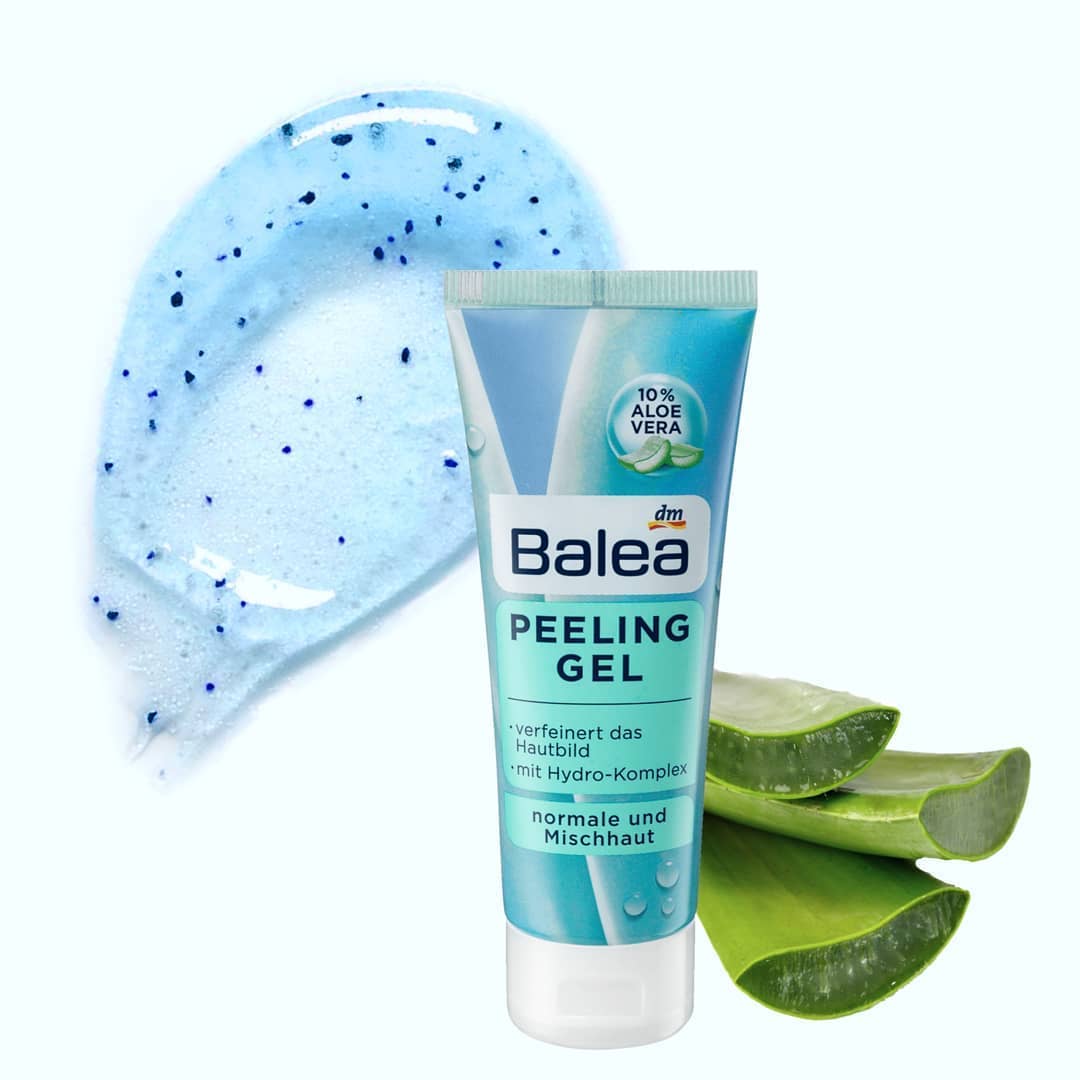 10%
ALOE
VERA
dm
Balea
PEELING
GEL
· verfeinert das
Hautbild
· mit Hydro-Komplex
normale und
Mischhaut